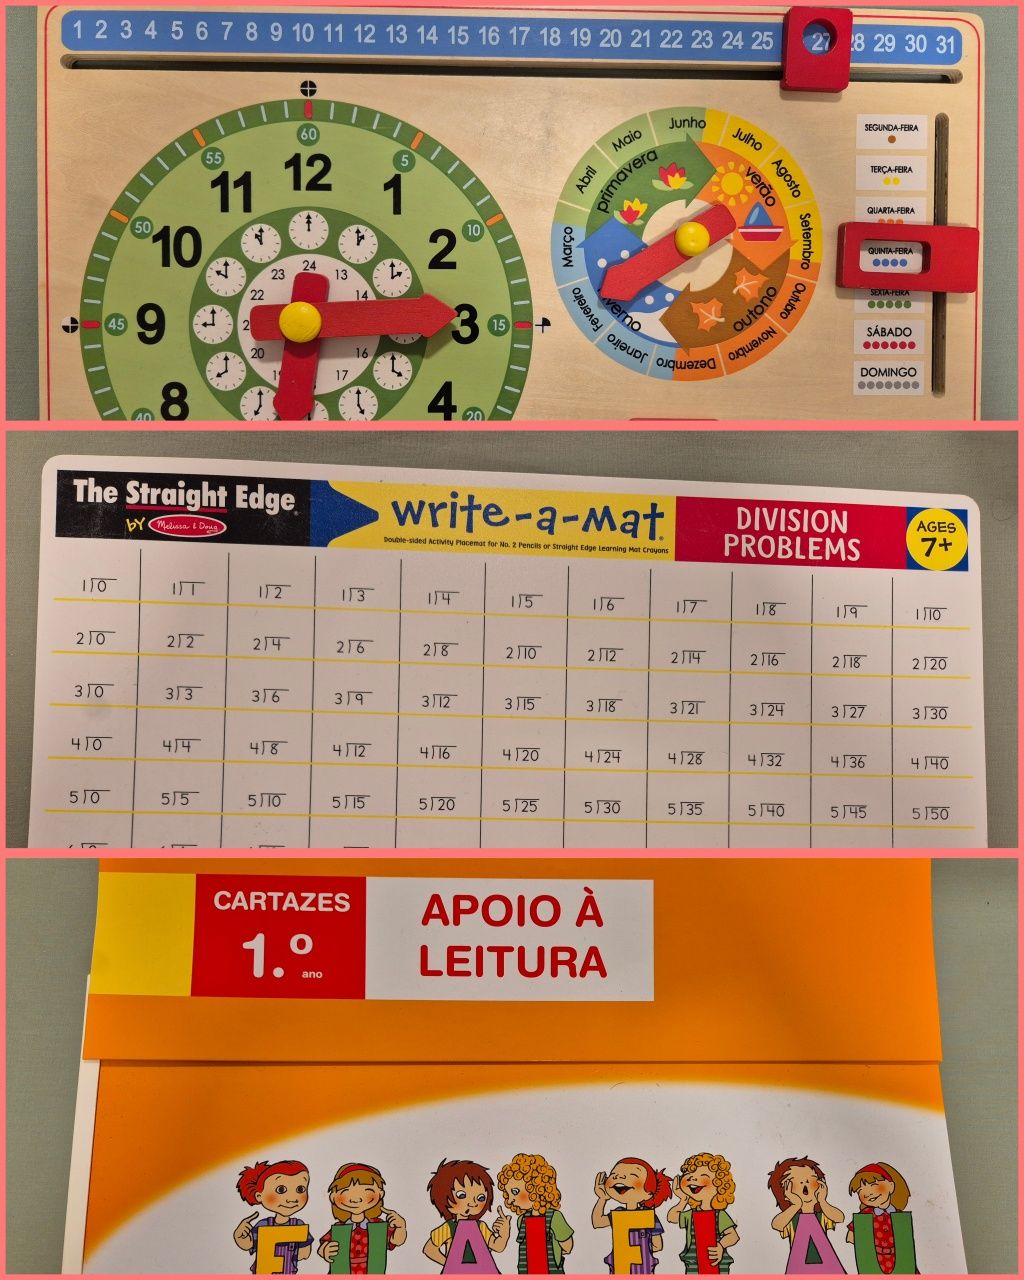 1 2 3 4 5 6 7 8 9 10 11 12 13 14 15 16 17 18 19 20 21 22 23 24 25 27 28 29 30 31
60
55 5
50 10
45 15
40 20
12
11 1
10 2
9 3
8 4
24
23 13
22 14
20 16
17
Junho
Julho
Agosto
Setembro
Outubro
Novembro
Dezembro
Janeiro
Fevereiro
Março
Abril
Maio
primavera
verão
outono
SEGUNDA-FEIRA
TERÇA-FEIRA
QUARTA-FEIRA
QUINTA-FEIRA
SEXTA-FEIRA
SÁBADO
DOMINGO
The Straight Edge®
by Melissa & Doug
write-a-mat®
Double-sided Activity Placemat for No. 2 Pencils or Straight Edge Learning Mat Crayons
DIVISION
PROBLEMS
AGES
7+
1⟌0 1⟌1 1⟌2 1⟌3 1⟌4 1⟌5 1⟌6 1⟌7 1⟌8 1⟌9 1⟌10
2⟌0 2⟌2 2⟌4 2⟌6 2⟌8 2⟌10 2⟌12 2⟌14 2⟌16 2⟌18 2⟌20
3⟌0 3⟌3 3⟌6 3⟌9 3⟌12 3⟌15 3⟌18 3⟌21 3⟌24 3⟌27 3⟌30
4⟌0 4⟌4 4⟌8 4⟌12 4⟌16 4⟌20 4⟌24 4⟌28 4⟌32 4⟌36 4⟌40
5⟌0 5⟌5 5⟌10 5⟌15 5⟌20 5⟌25 5⟌30 5⟌35 5⟌40 5⟌45 5⟌50
CARTAZES
1.º ano
APOIO À
LEITURA
E U A I E I A U